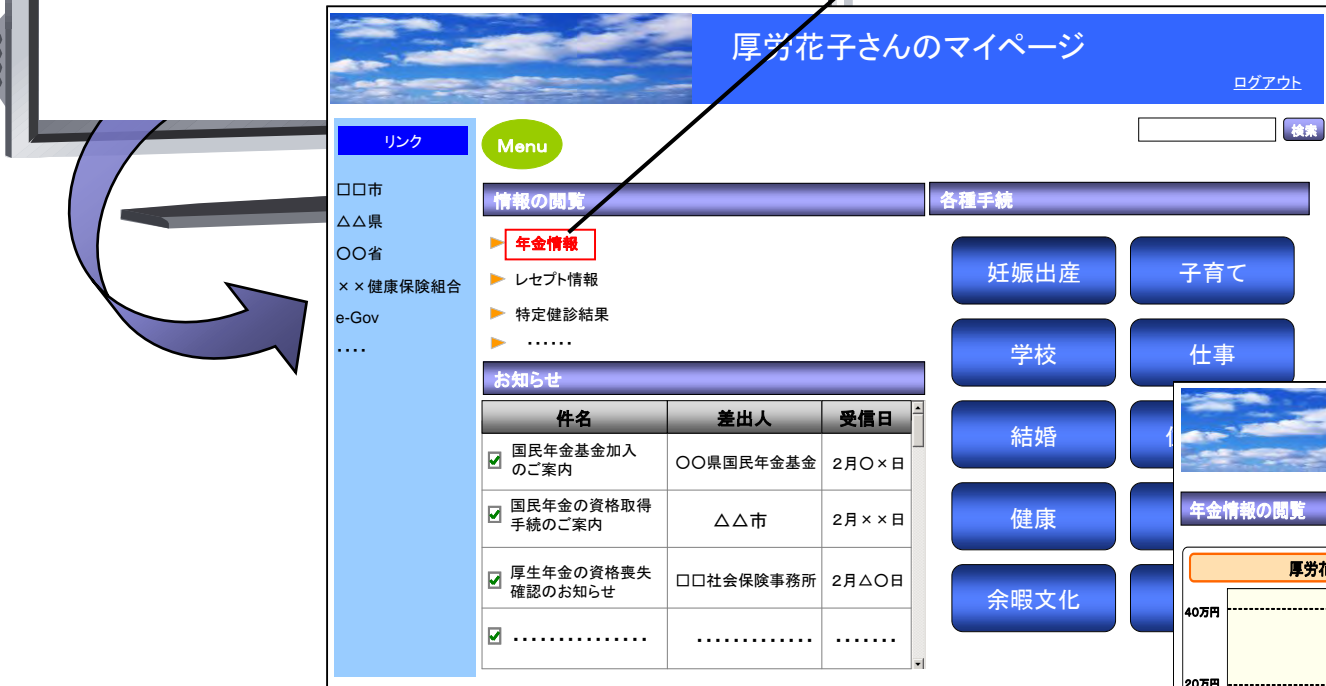 厚労花子さんのマイページ
ログアウト
リンク
Menu
検索
□□市
△△県
○○省
××健康保険組合
e-Gov
・・・・
情報の閲覧
年金情報
レセプト情報
特定健診結果
・・・・・・
お知らせ
件名 差出人 受信日
国民年金基金加入
のご案内
○○県国民年金基金
2月○×日
国民年金の資格取得
手続のご案内
△△市
2月××日
厚生年金の資格喪失
確認のお知らせ
□□社会保険事務所
2月△○日
・・・・・・・・・・・・・・・ ・・・・・・・・・・・・・ ・・・・・・・
各種手続
妊娠出産
子育て
学校
仕事
結婚
健康
余暇文化
年金情報の閲覧
厚労花
40万円
20万円